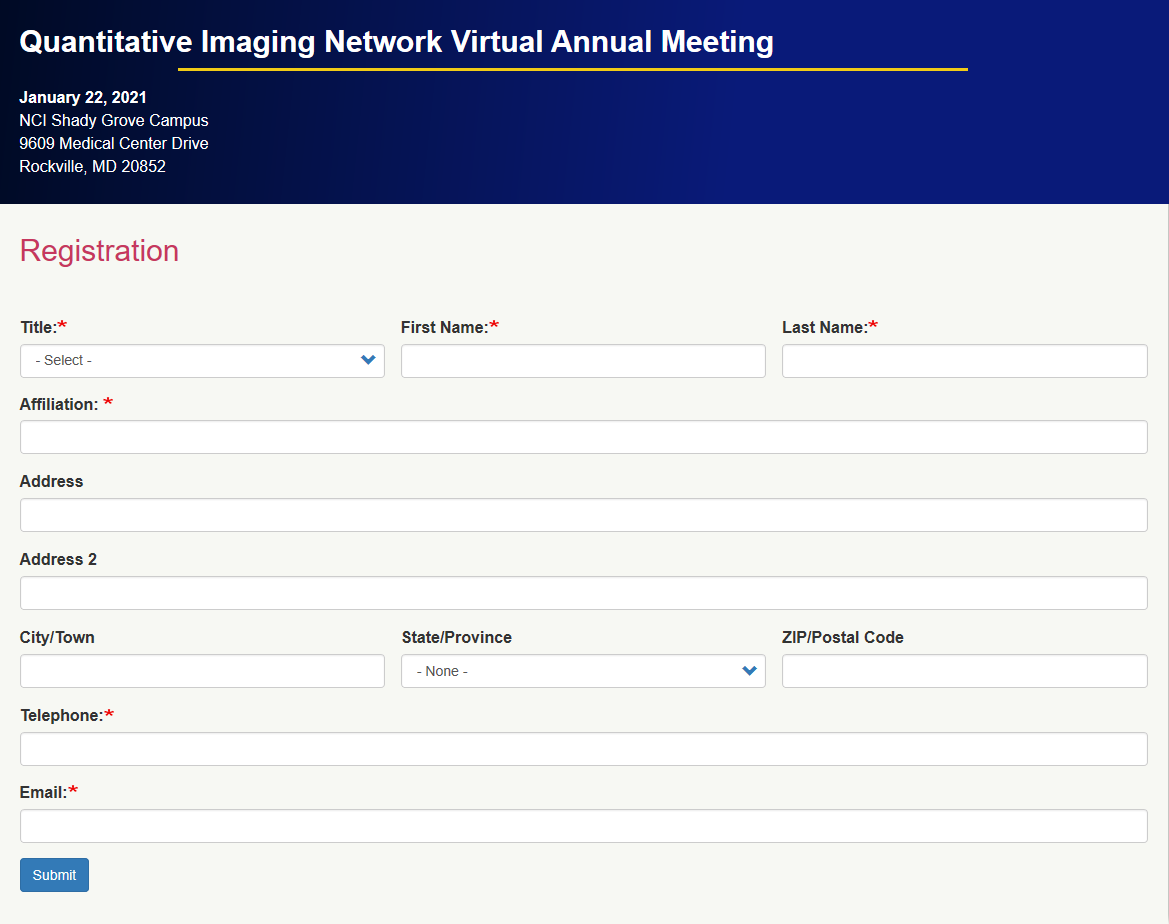 Quantitative Imaging Network Virtual Annual Meeting
January 22, 2021
NCI Shady Grove Campus
9609 Medical Center Drive
Rockville, MD 20852
Registration
Title:* First Name:* Last Name:*
- Select -
Affiliation: *
Address
Address 2
City/Town State/Province ZIP/Postal Code
- None -
Telephone:*
Email:*
Submit